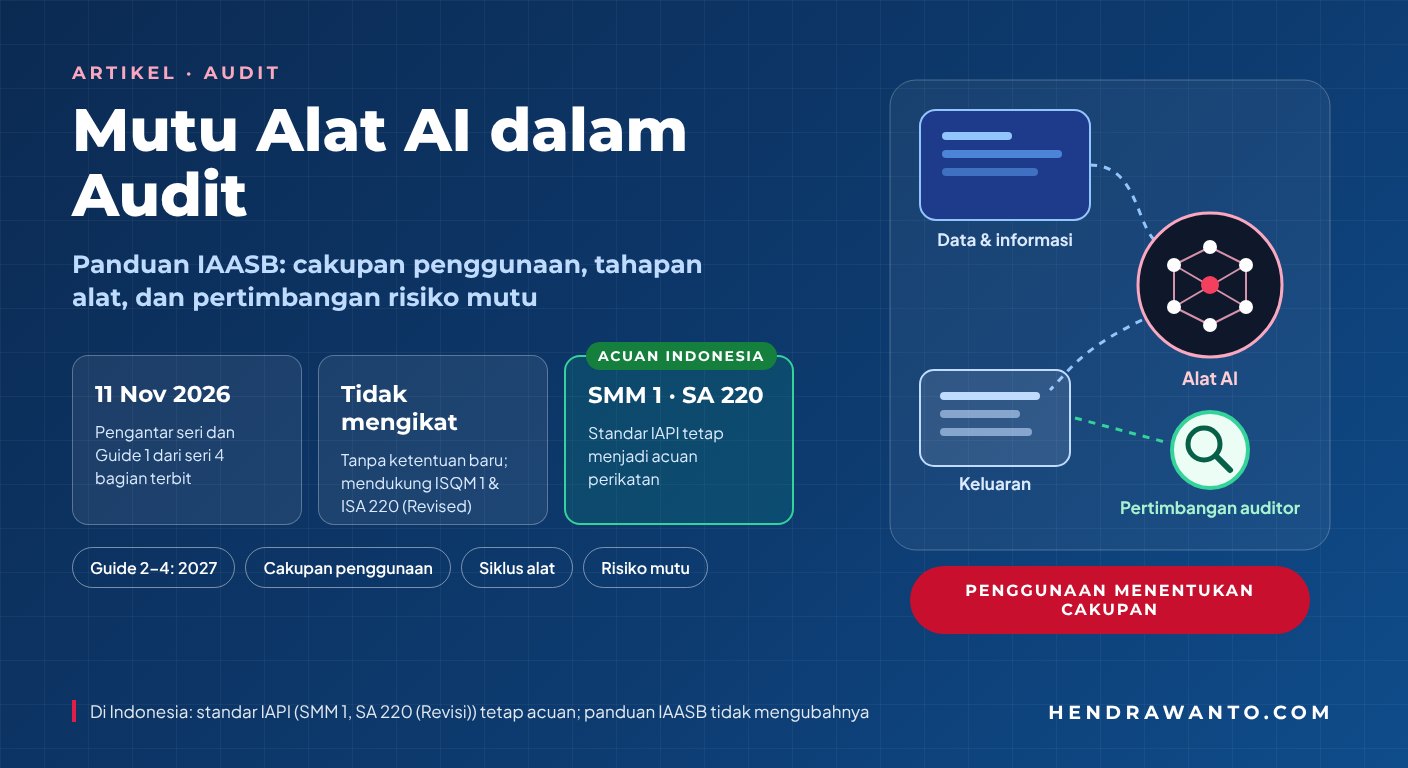 ARTIKEL · AUDIT
Mutu Alat AI dalam
Audit
Panduan IAASB: cakupan penggunaan, tahapan
alat, dan pertimbangan risiko mutu
11 Nov 2026
Pengantar seri dan
Guide 1 dari seri 4
bagian terbit
Tidak
mengikat
Tanpa ketentuan baru;
mendukung ISQM 1 &
ISA 220 (Revised)
ACUAN INDONESIA
SMM 1 · SA 220
Standar IAPI tetap
menjadi acuan
perikatan
Guide 2–4: 2027
Cakupan penggunaan
Siklus alat
Risiko mutu
Data & informasi
Alat AI
Keluaran
Pertimbangan auditor
PENGGUNAAN MENENTUKAN
CAKUPAN
Di Indonesia: standar IAPI (SMM 1, SA 220 (Revisi)) tetap acuan; panduan IAASB tidak mengubahnya
HENDRAWANTO.COM